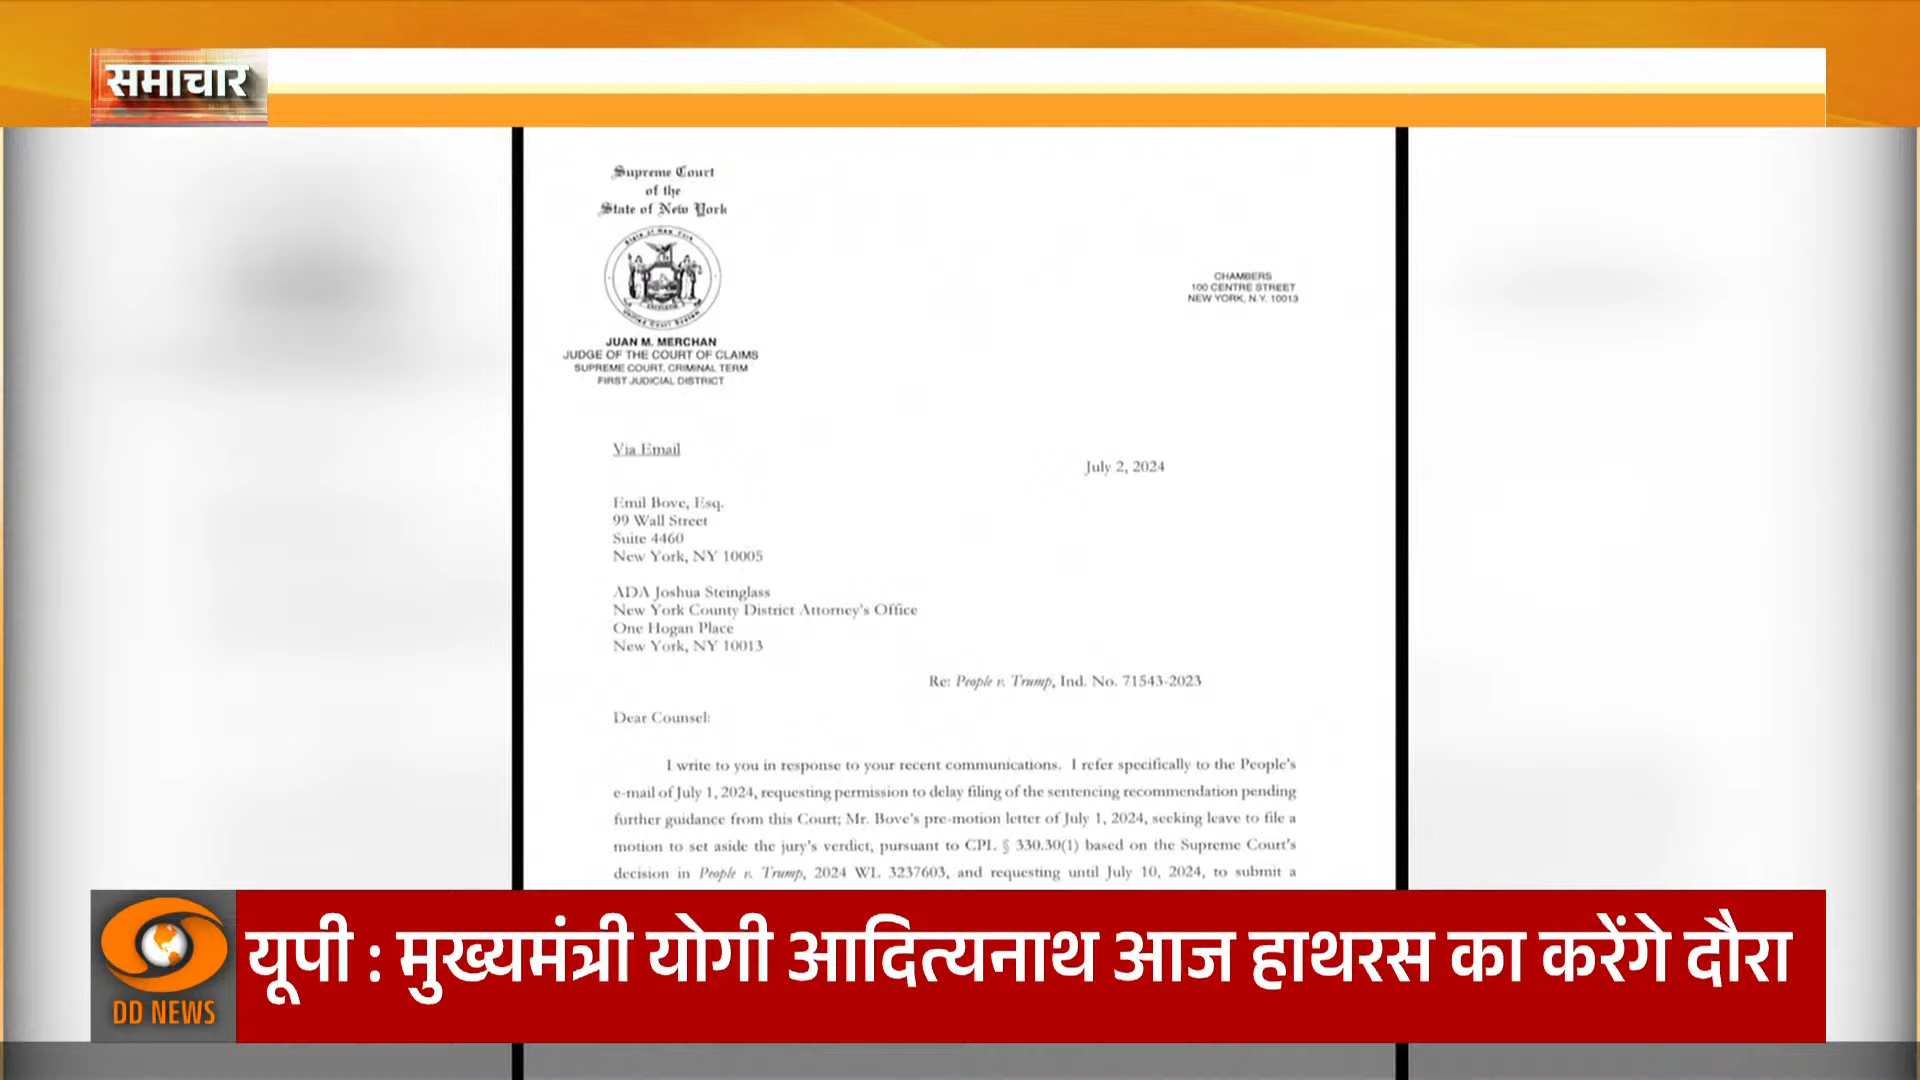 समाचार
Supreme Court
of the
State of New York
State of New York
Unified Court System
JUAN M. MERCHAN
JUDGE OF THE COURT OF CLAIMS
SUPREME COURT, CRIMINAL TERM
FIRST JUDICIAL DISTRICT
CHAMBERS
100 CENTRE STREET
NEW YORK, N.Y. 10013
Via Email
July 2, 2024
Emil Bove, Esq.
99 Wall Street
Suite 4460
New York, NY 10005
ADA Joshua Steinglass
New York County District Attorney's Office
One Hogan Place
New York, NY 10013
Re: People v. Trump, Ind. No. 71543-2023
Dear Counsel:
I write to you in response to your recent communications. I refer specifically to the People's
e-mail of July 1, 2024, requesting permission to delay filing of the sentencing recommendation pending
further guidance from this Court; Mr. Bove's pre-motion letter of July 1, 2024, seeking leave to file a
motion to set aside the jury's verdict, pursuant to CPL § 330.30(1) based on the Supreme Court's
decision in People v. Trump, 2024 WL 3237603, and requesting until July 10, 2024, to submit a
यूपी : मुख्यमंत्री योगी आदित्यनाथ आज हाथरस का करेंगे दौरा
DD NEWS